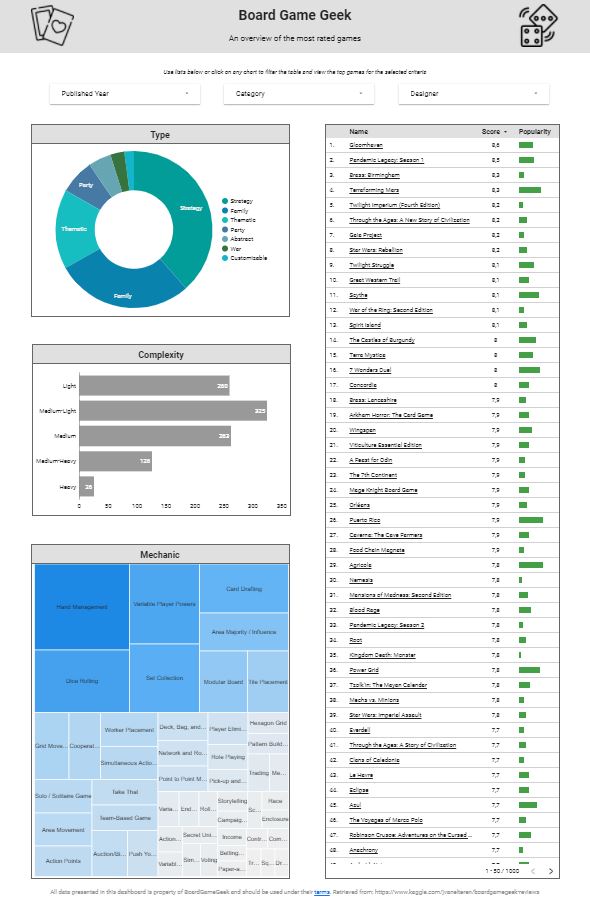 Board Game Geek
An overview of the most rated games
Use lists below or click on any chart to filter the table and view the top games for the selected criteria
Published Year
Category
Designer
Type
Strategy
Family
Thematic
Party
Strategy
Family
Thematic
Party
Abstract
War
Customizable
Complexity
Light 260
Medium-Light 325
Medium 263
Medium-Heavy 126
Heavy 26
0 50 100 150 200 250 300 350
Mechanic
Hand Management
Variable Player Powers
Card Drafting
Area Majority / Influence
Dice Rolling
Set Collection
Modular Board
Tile Placement
Grid Move...
Cooperat...
Worker Placement
Simultaneous Actio...
Deck, Bag, and...
Network and Ro...
Point to Point M...
Player Elimi...
Role Playing
Pick-up and...
Hexagon Grid
Pattern Build...
Trading
Me...
Solo / Solitaire Game
Area Movement
Action Points
Take That
Team-Based Game
Auction/Bi...
Push Yo...
Varia...
End...
Roll...
Storytelling
Campaig...
Sc...
Race
Enclosure
Action...
Variabl...
Secret Uni...
Sim...
Voting
Income
Betting...
Paper-a...
Contr...
Com...
Tr...
Sq...
Dr...
Name Score Popularity
1. Gloomhaven 8,6
2. Pandemic Legacy: Season 1 8,5
3. Brass: Birmingham 8,3
4. Terraforming Mars 8,3
5. Twilight Imperium (Fourth Edition) 8,2
6. Through the Ages: A New Story of Civilization 8,2
7. Gaia Project 8,2
8. Star Wars: Rebellion 8,2
9. Twilight Struggle 8,1
10. Great Western Trail 8,1
11. Scythe 8,1
12. War of the Ring: Second Edition 8,1
13. Spirit Island 8,1
14. The Castles of Burgundy 8
15. Terra Mystica 8
16. 7 Wonders Duel 8
17. Concordia 8
18. Brass: Lancashire 7,9
19. Arkham Horror: The Card Game 7,9
20. Wingspan 7,9
21. Viticulture Essential Edition 7,9
22. A Feast for Odin 7,9
23. The 7th Continent 7,9
24. Mage Knight Board Game 7,9
25. Orléans 7,9
26. Puerto Rico 7,9
27. Caverna: The Cave Farmers 7,9
28. Food Chain Magnate 7,9
29. Agricola 7,8
30. Nemesis 7,8
31. Mansions of Madness: Second Edition 7,8
32. Blood Rage 7,8
33. Pandemic Legacy: Season 2 7,8
34. Root 7,8
35. Kingdom Death: Monster 7,8
36. Power Grid 7,8
37. Tzolk'in: The Mayan Calendar 7,8
38. Mechs vs. Minions 7,8
39. Star Wars: Imperial Assault 7,8
40. Everdell 7,7
41. Through the Ages: A Story of Civilization 7,7
42. Clans of Caledonia 7,7
43. Le Havre 7,7
44. Eclipse 7,7
45. Azul 7,7
46. The Voyages of Marco Polo 7,7
47. Robinson Crusoe: Adventures on the Cursed ... 7,7
48. Anachrony 7,7
1 - 50 / 1000
All data presented in this dashboard is property of BoardGameGeek and should be used under their terms. Retrieved from: https://www.kaggle.com/jvanelteren/boardgamegeekreviews